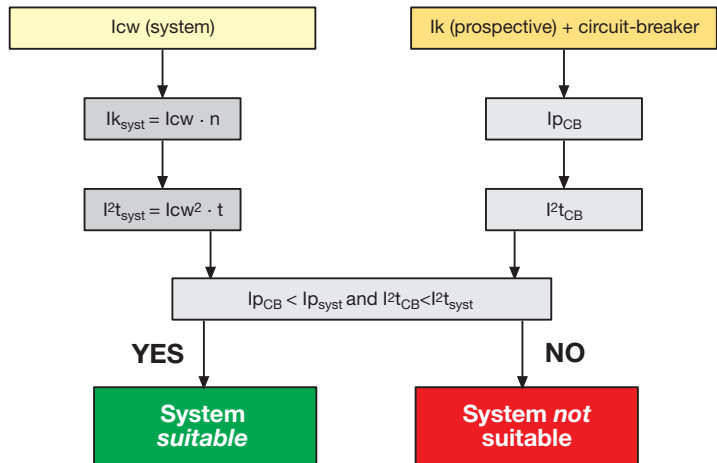 Icw (system)
Ik (prospective) + circuit-breaker
Ik_syst = Icw · n
Ip_CB
I²t_syst = Icw² · t
I²t_CB
Ip_CB < Ip_syst and I²t_CB<I²t_syst
YES
NO
System
suitable
System not
suitable